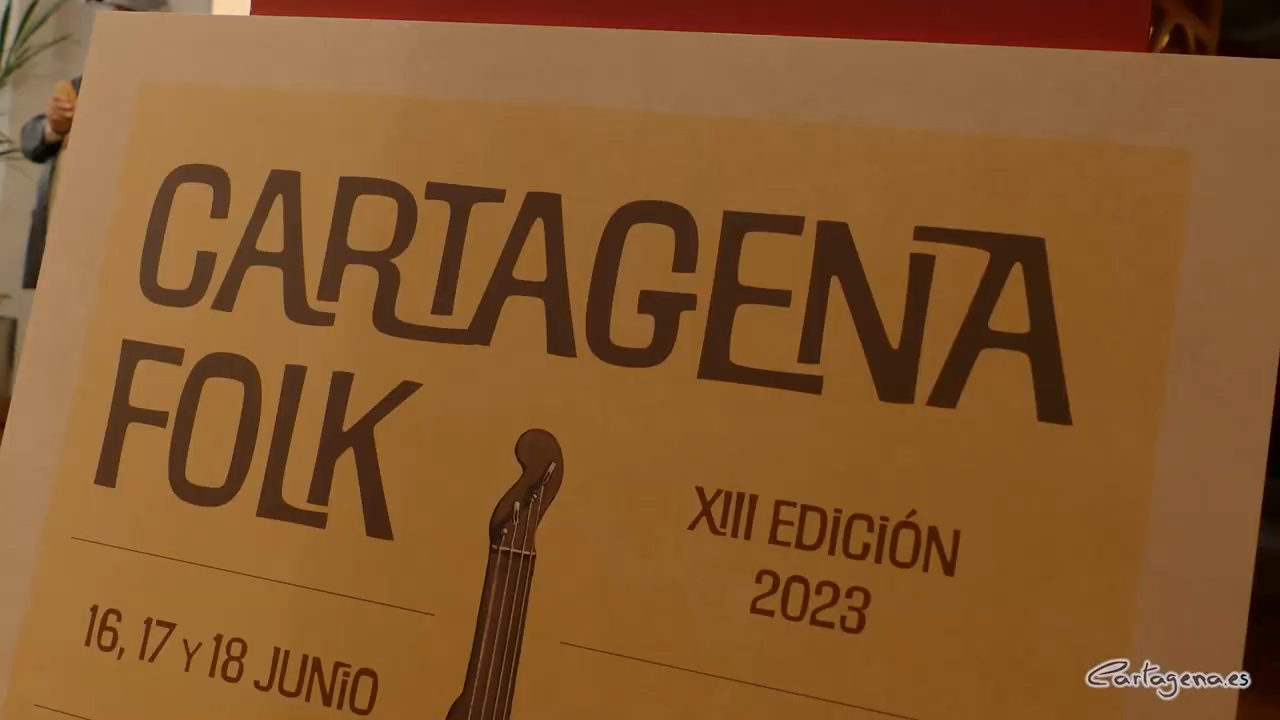 CARTAGENA
FOLK
XIII EDICIÓN
2023
16, 17 Y 18 JUNIO
Cartagena.es